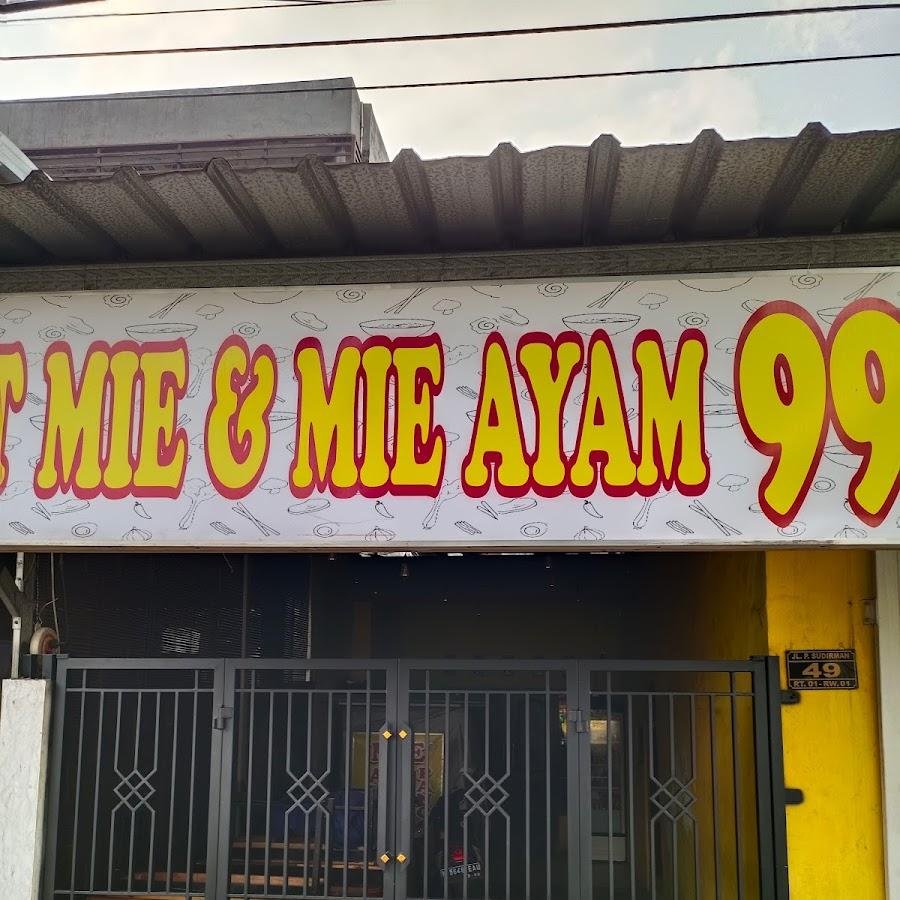 T MIE & MIE AYAM 99
JL. P. SUDIRMAN
49
RT. 01 - RW. 01